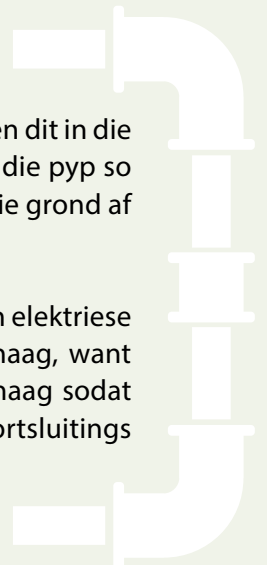 en dit in die
die pyp so
ie grond af
n elektriese
naag, want
naag sodat
ortsluitings